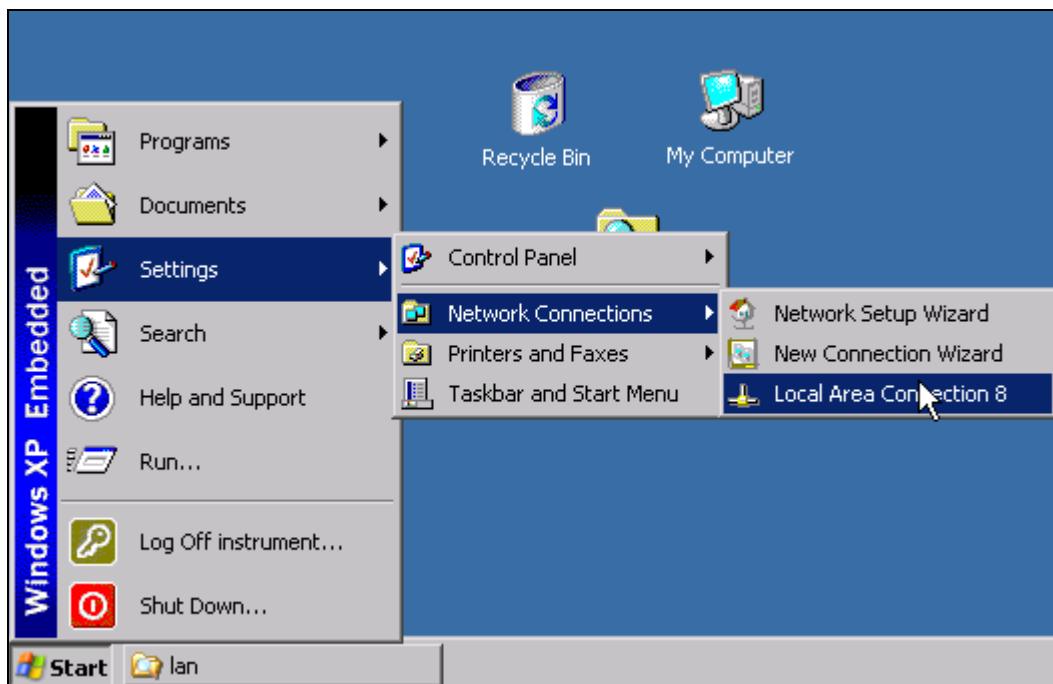 Recycle Bin
My Computer
Windows XP Embedded
Programs
Documents
Settings
Search
Help and Support
Run...
Log Off instrument...
Shut Down...
Control Panel
Network Connections
Printers and Faxes
Taskbar and Start Menu
Network Setup Wizard
New Connection Wizard
Local Area Connection 8
Start
lan